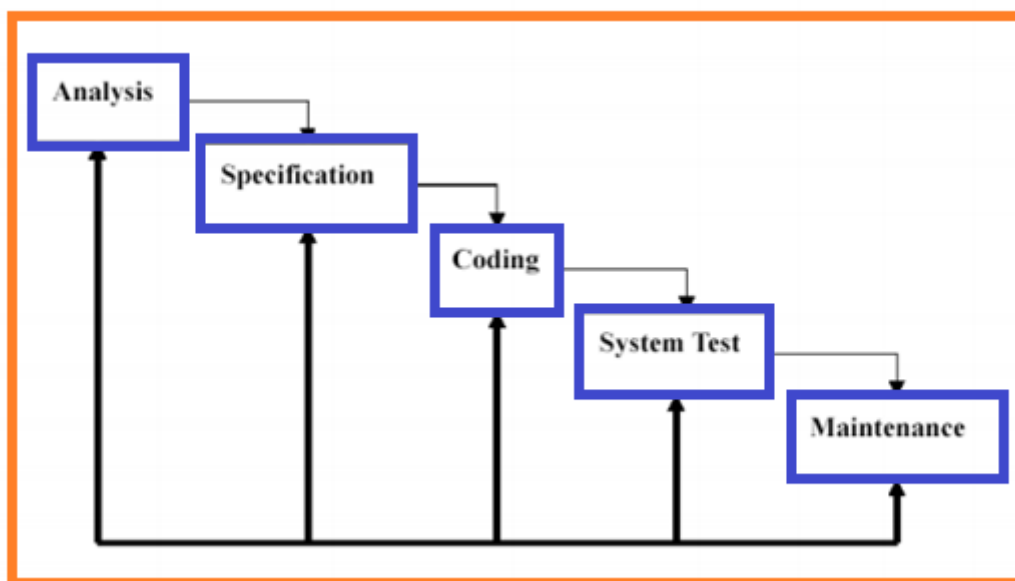 Analysis
Specification
Coding
System Test
Maintenance